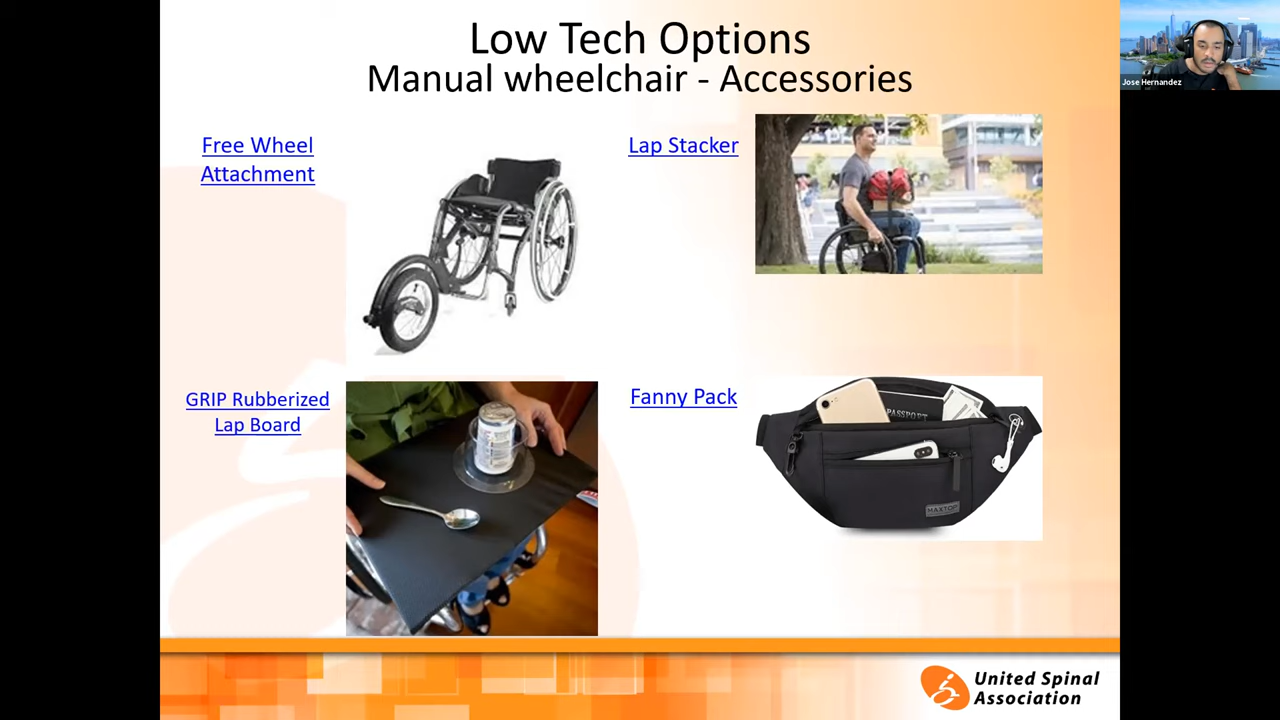 Low Tech Options
Manual wheelchair - Accessories
Free Wheel
Attachment
Lap Stacker
GRIP Rubberized
Lap Board
Fanny Pack
PASSPORT
MAXTOP
United Spinal
Association
Jose Hernandez